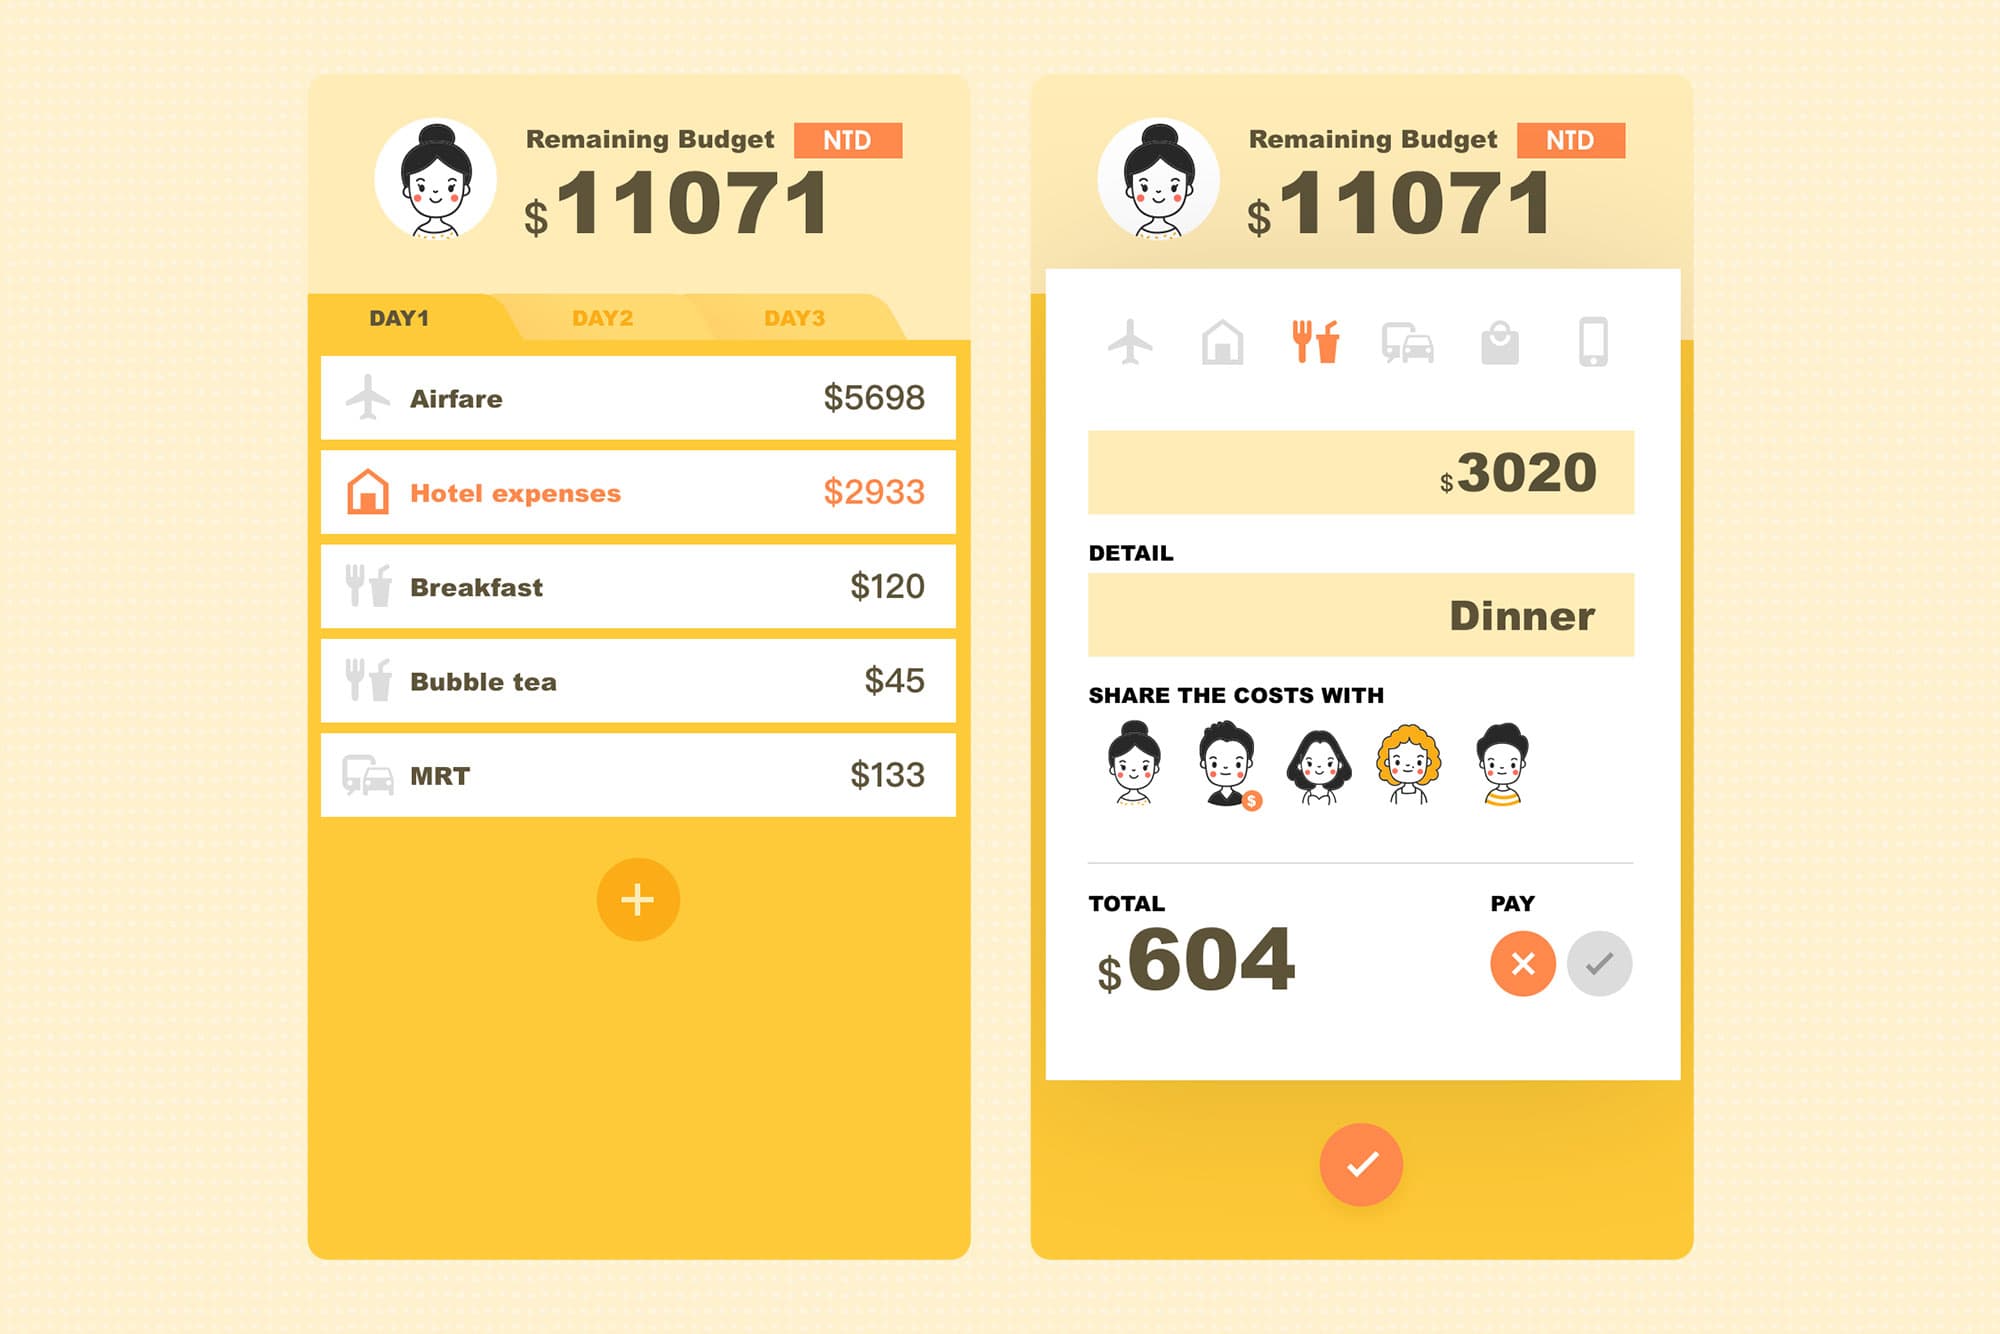 Remaining Budget NTD
$11071
DAY1 DAY2 DAY3
Airfare $5698
Hotel expenses $2933
Breakfast $120
Bubble tea $45
MRT $133
Remaining Budget NTD
$11071
$3020
DETAIL
Dinner
SHARE THE COSTS WITH
$
TOTAL PAY
$604